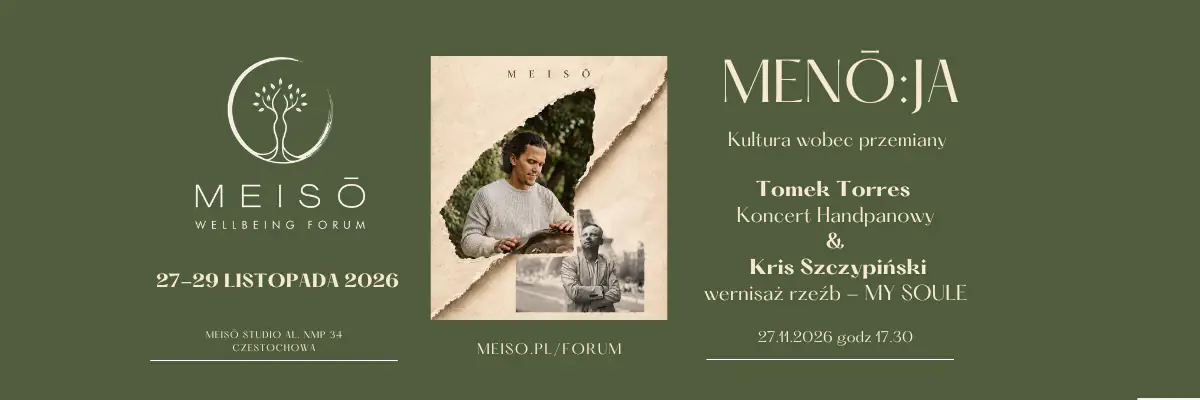 MEISŌ
WELLBEING FORUM
27–29 LISTOPADA 2026
MEISŌ STUDIO AL. NMP 34
CZESTOCHOWA
MEISŌ
MEISO.PL/FORUM
MENŌ:JA
Kultura wobec przemiany
Tomek Torres
Koncert Handpanowy
&
Kris Szczypiński
wernisaż rzeźb – MY SOULE
27.11.2026 godz 17.30